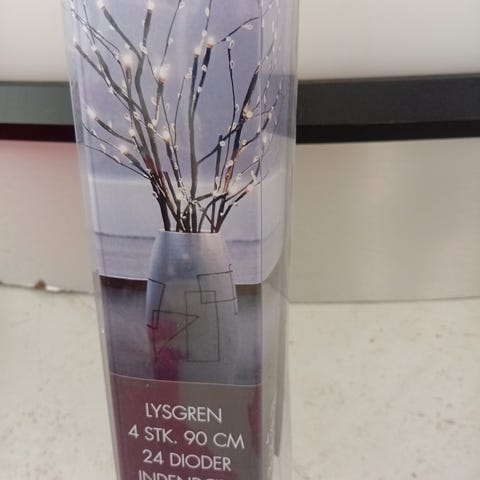 LYSGREN
4 STK. 90 CM
24 DIODER